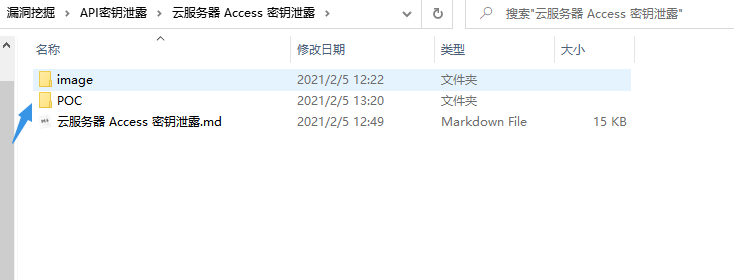 漏洞挖掘 > API密钥泄露 > 云服务器 Access 密钥泄露 > 搜索"云服务器 Access 密钥泄露"
名称 修改日期 类型 大小
image 2021/2/5 12:22 文件夹
POC 2021/2/5 13:20 文件夹
云服务器 Access 密钥泄露.md 2021/2/5 12:49 Markdown File 15 KB